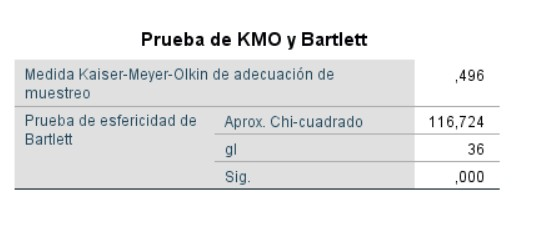 Prueba de KMO y Bartlett
Medida Kaiser-Meyer-Olkin de adecuación de
muestreo
,496
Prueba de esfericidad de
Bartlett
Aprox. Chi-cuadrado
116,724
gl
36
Sig.
,000